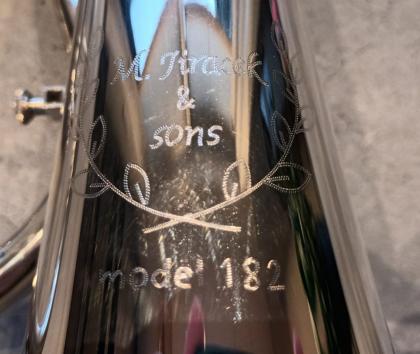 M. Jiracek
&
sons
model 182